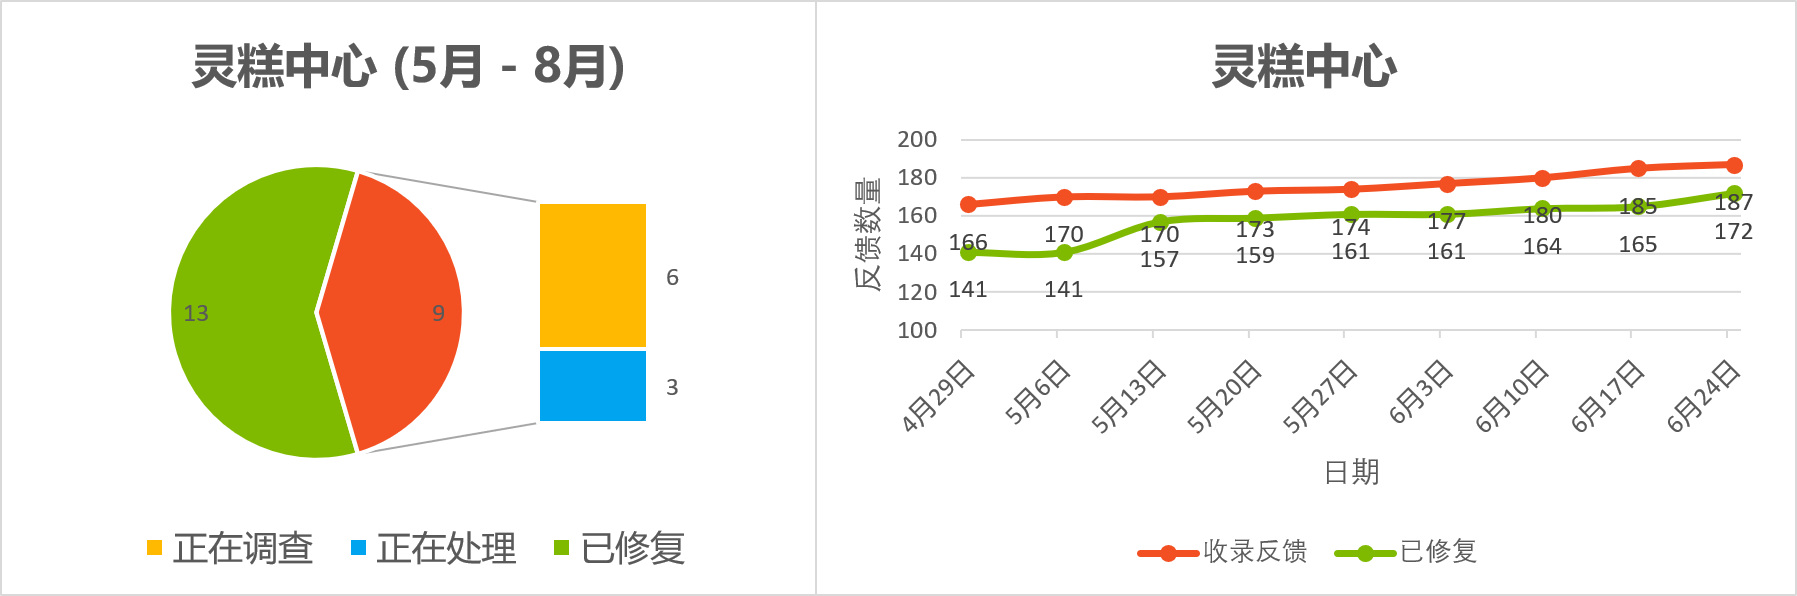 灵糕中心 (5月 - 8月)
13
9
6
3
正在调查
正在处理
已修复
灵糕中心
反馈数量
200
180
160
140
120
100
166
170
170
173
174
177
180
185
187
141
141
157
159
161
161
164
165
172
4月29日
5月6日
5月13日
5月20日
5月27日
6月3日
6月10日
6月17日
6月24日
日期
收录反馈
已修复